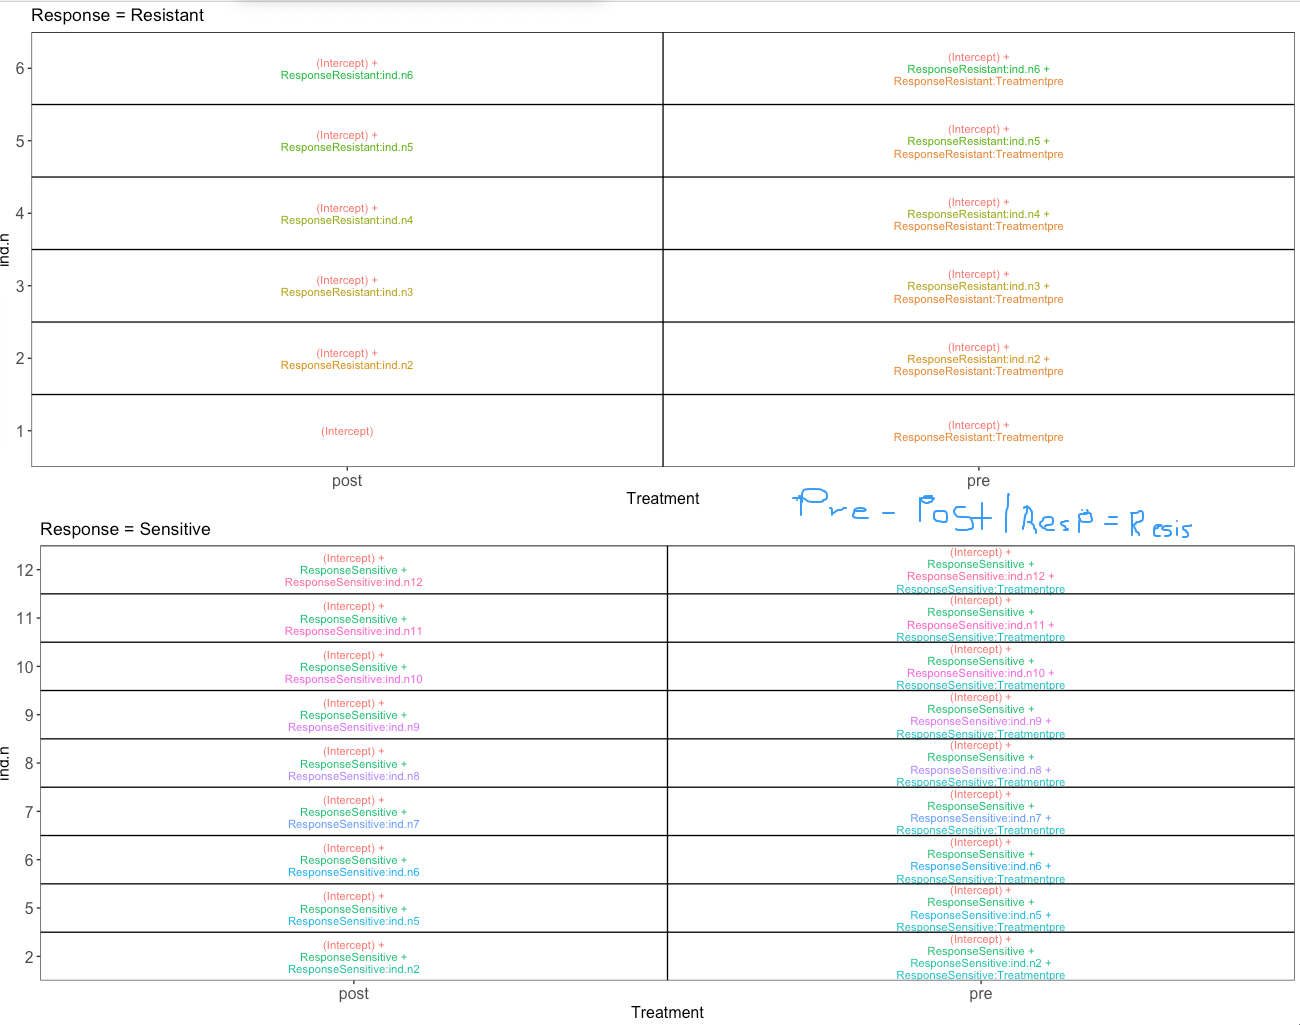 Response = Resistant
6
(Intercept) +
ResponseResistant:ind.n6
(Intercept) +
ResponseResistant:ind.n6 +
ResponseResistant:Treatmentpre
5
(Intercept) +
ResponseResistant:ind.n5
(Intercept) +
ResponseResistant:ind.n5 +
ResponseResistant:Treatmentpre
4
(Intercept) +
ResponseResistant:ind.n4
(Intercept) +
ResponseResistant:ind.n4 +
ResponseResistant:Treatmentpre
ind.n
3
(Intercept) +
ResponseResistant:ind.n3
(Intercept) +
ResponseResistant:ind.n3 +
ResponseResistant:Treatmentpre
2
(Intercept) +
ResponseResistant:ind.n2
(Intercept) +
ResponseResistant:ind.n2 +
ResponseResistant:Treatmentpre
1
(Intercept)
(Intercept) +
ResponseResistant:Treatmentpre
post
pre
Treatment
Pre - Post | Resp = Resis
Response = Sensitive
12
(Intercept) +
ResponseSensitive +
ResponseSensitive:ind.n12
(Intercept) +
ResponseSensitive +
ResponseSensitive:ind.n12 +
ResponseSensitive:Treatmentpre
11
(Intercept) +
ResponseSensitive +
ResponseSensitive:ind.n11
(Intercept) +
ResponseSensitive +
ResponseSensitive:ind.n11 +
ResponseSensitive:Treatmentpre
10
(Intercept) +
ResponseSensitive +
ResponseSensitive:ind.n10
(Intercept) +
ResponseSensitive +
ResponseSensitive:ind.n10 +
ResponseSensitive:Treatmentpre
9
(Intercept) +
ResponseSensitive +
ResponseSensitive:ind.n9
(Intercept) +
ResponseSensitive +
ResponseSensitive:ind.n9 +
ResponseSensitive:Treatmentpre
ind.n
8
(Intercept) +
ResponseSensitive +
ResponseSensitive:ind.n8
(Intercept) +
ResponseSensitive +
ResponseSensitive:ind.n8 +
ResponseSensitive:Treatmentpre
7
(Intercept) +
ResponseSensitive +
ResponseSensitive:ind.n7
(Intercept) +
ResponseSensitive +
ResponseSensitive:ind.n7 +
ResponseSensitive:Treatmentpre
6
(Intercept) +
ResponseSensitive +
ResponseSensitive:ind.n6
(Intercept) +
ResponseSensitive +
ResponseSensitive:ind.n6 +
ResponseSensitive:Treatmentpre
5
(Intercept) +
ResponseSensitive +
ResponseSensitive:ind.n5
(Intercept) +
ResponseSensitive +
ResponseSensitive:ind.n5 +
ResponseSensitive:Treatmentpre
2
(Intercept) +
ResponseSensitive +
ResponseSensitive:ind.n2
(Intercept) +
ResponseSensitive +
ResponseSensitive:ind.n2 +
ResponseSensitive:Treatmentpre
post
pre
Treatment